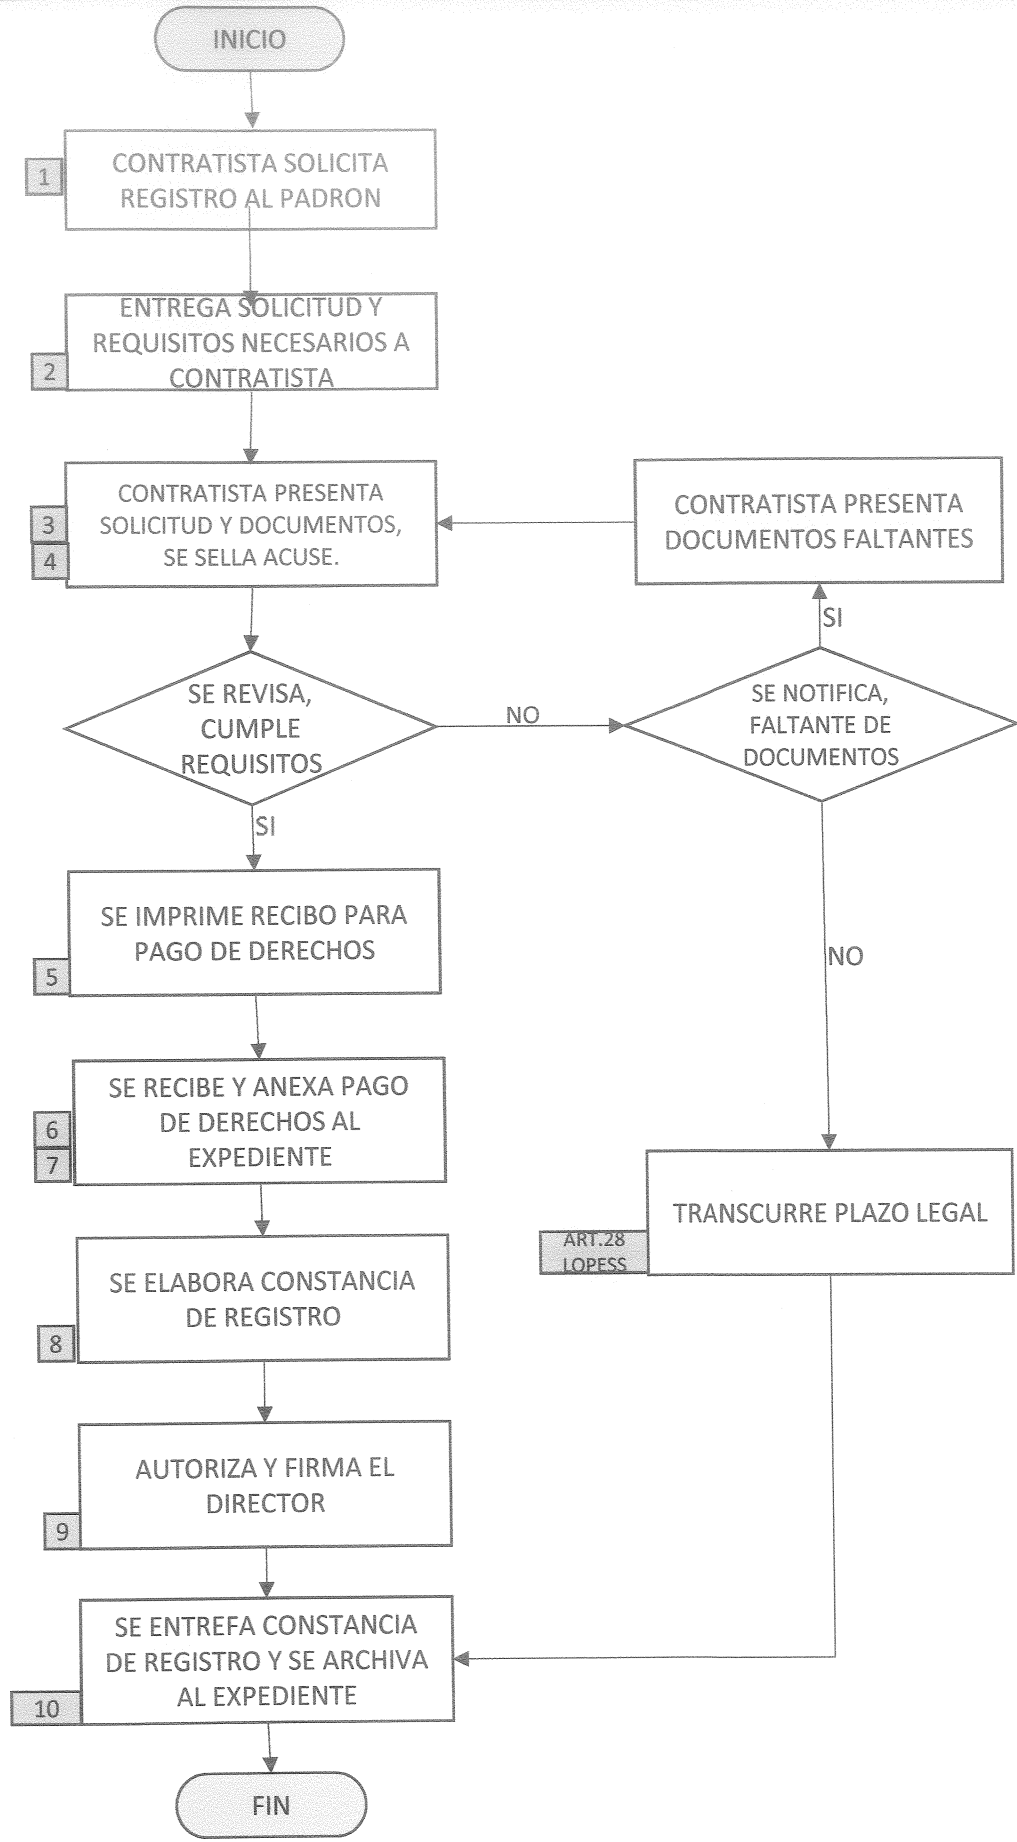 INICIO
1
CONTRATISTA SOLICITA
REGISTRO AL PADRON
2
ENTREGA SOLICITUD Y
REQUISITOS NECESARIOS A
CONTRATISTA
3
4
CONTRATISTA PRESENTA
SOLICITUD Y DOCUMENTOS,
SE SELLA ACUSE.
CONTRATISTA PRESENTA
DOCUMENTOS FALTANTES
SI
SE REVISA,
CUMPLE
REQUISITOS
NO
SE NOTIFICA,
FALTANTE DE
DOCUMENTOS
SI
5
SE IMPRIME RECIBO PARA
PAGO DE DERECHOS
NO
6
7
SE RECIBE Y ANEXA PAGO
DE DERECHOS AL
EXPEDIENTE
TRANSCURRE PLAZO LEGAL
ART.28
LOPESS
8
SE ELABORA CONSTANCIA
DE REGISTRO
9
AUTORIZA Y FIRMA EL
DIRECTOR
10
SE ENTREFA CONSTANCIA
DE REGISTRO Y SE ARCHIVA
AL EXPEDIENTE
FIN